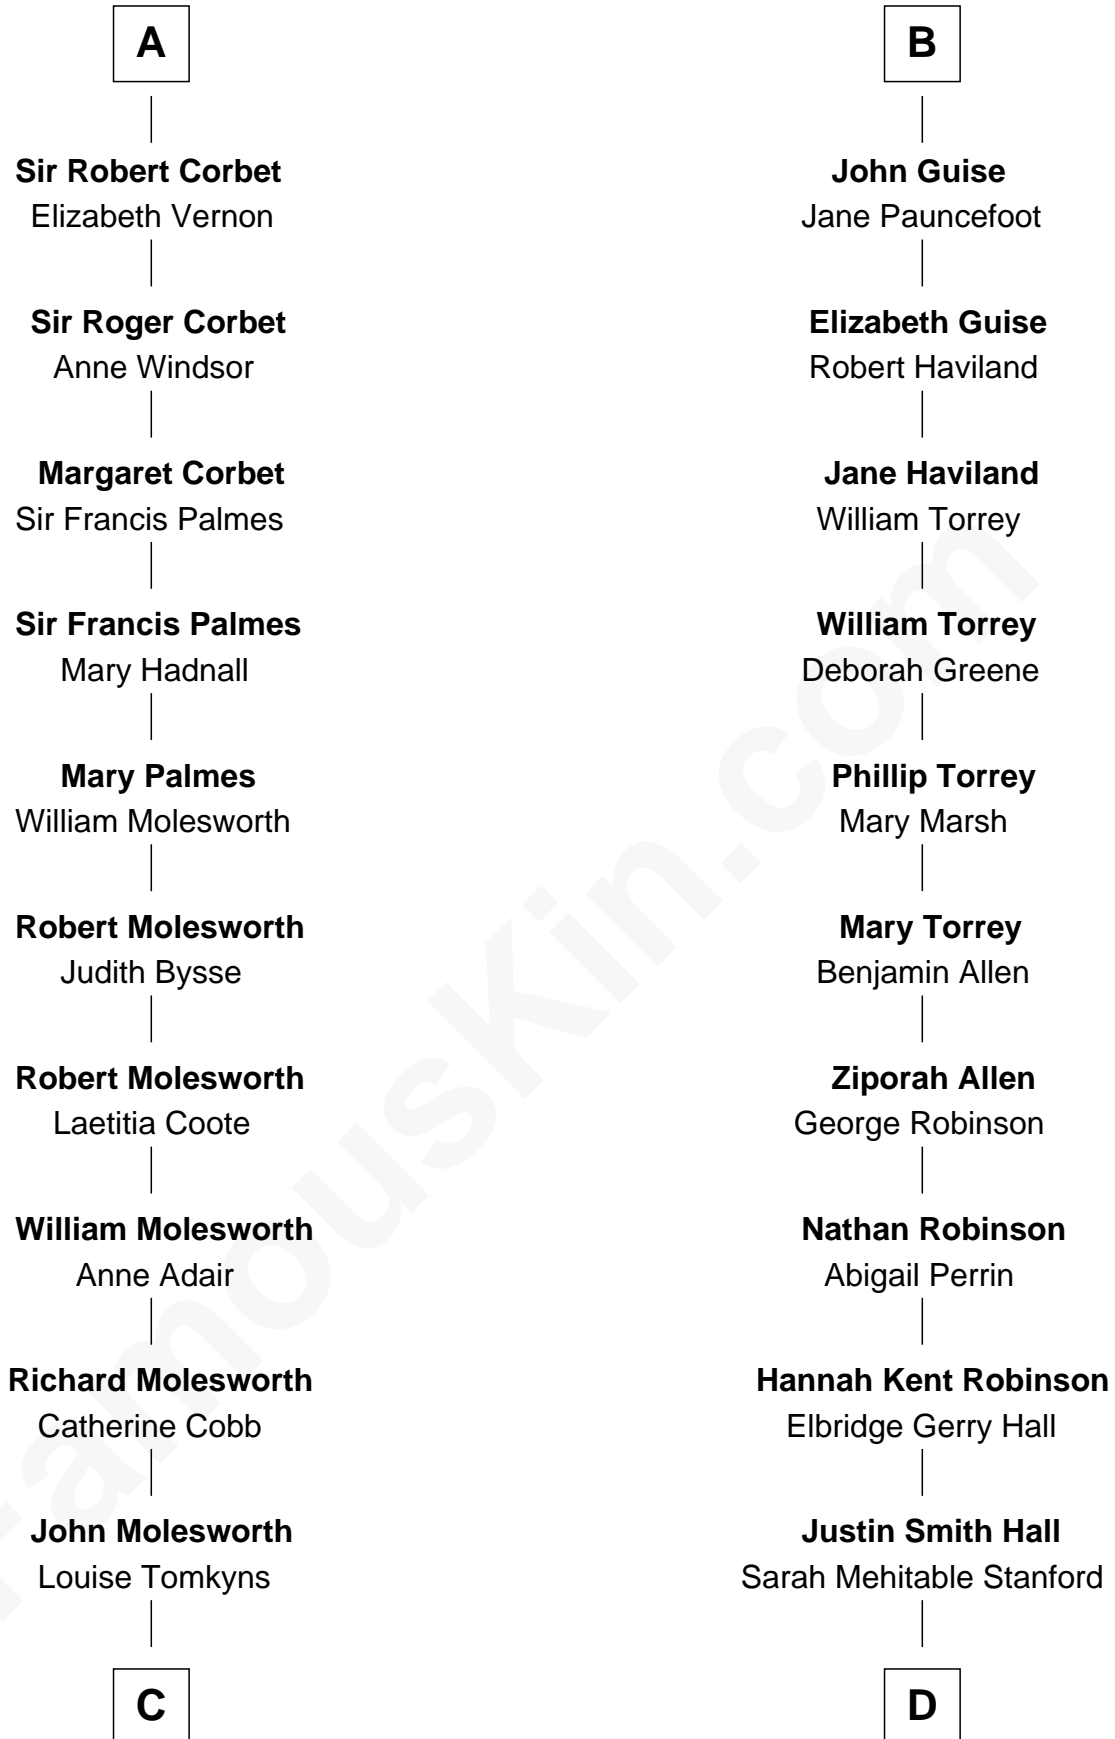 A
Sir Robert Corbet
Elizabeth Vernon
Sir Roger Corbet
Anne Windsor
Margaret Corbet
Sir Francis Palmes
Sir Francis Palmes
Mary Hadnall
Mary Palmes
William Molesworth
Robert Molesworth
Judith Bysse
Robert Molesworth
Laetitia Coote
William Molesworth
Anne Adair
Richard Molesworth
Catherine Cobb
John Molesworth
Louise Tomkyns
C
B
John Guise
Jane Pauncefoot
Elizabeth Guise
Robert Haviland
Jane Haviland
William Torrey
William Torrey
Deborah Greene
Phillip Torrey
Mary Marsh
Mary Torrey
Benjamin Allen
Ziporah Allen
George Robinson
Nathan Robinson
Abigail Perrin
Hannah Kent Robinson
Elbridge Gerry Hall
Justin Smith Hall
Sarah Mehitable Stanford
D
FamousKin.com